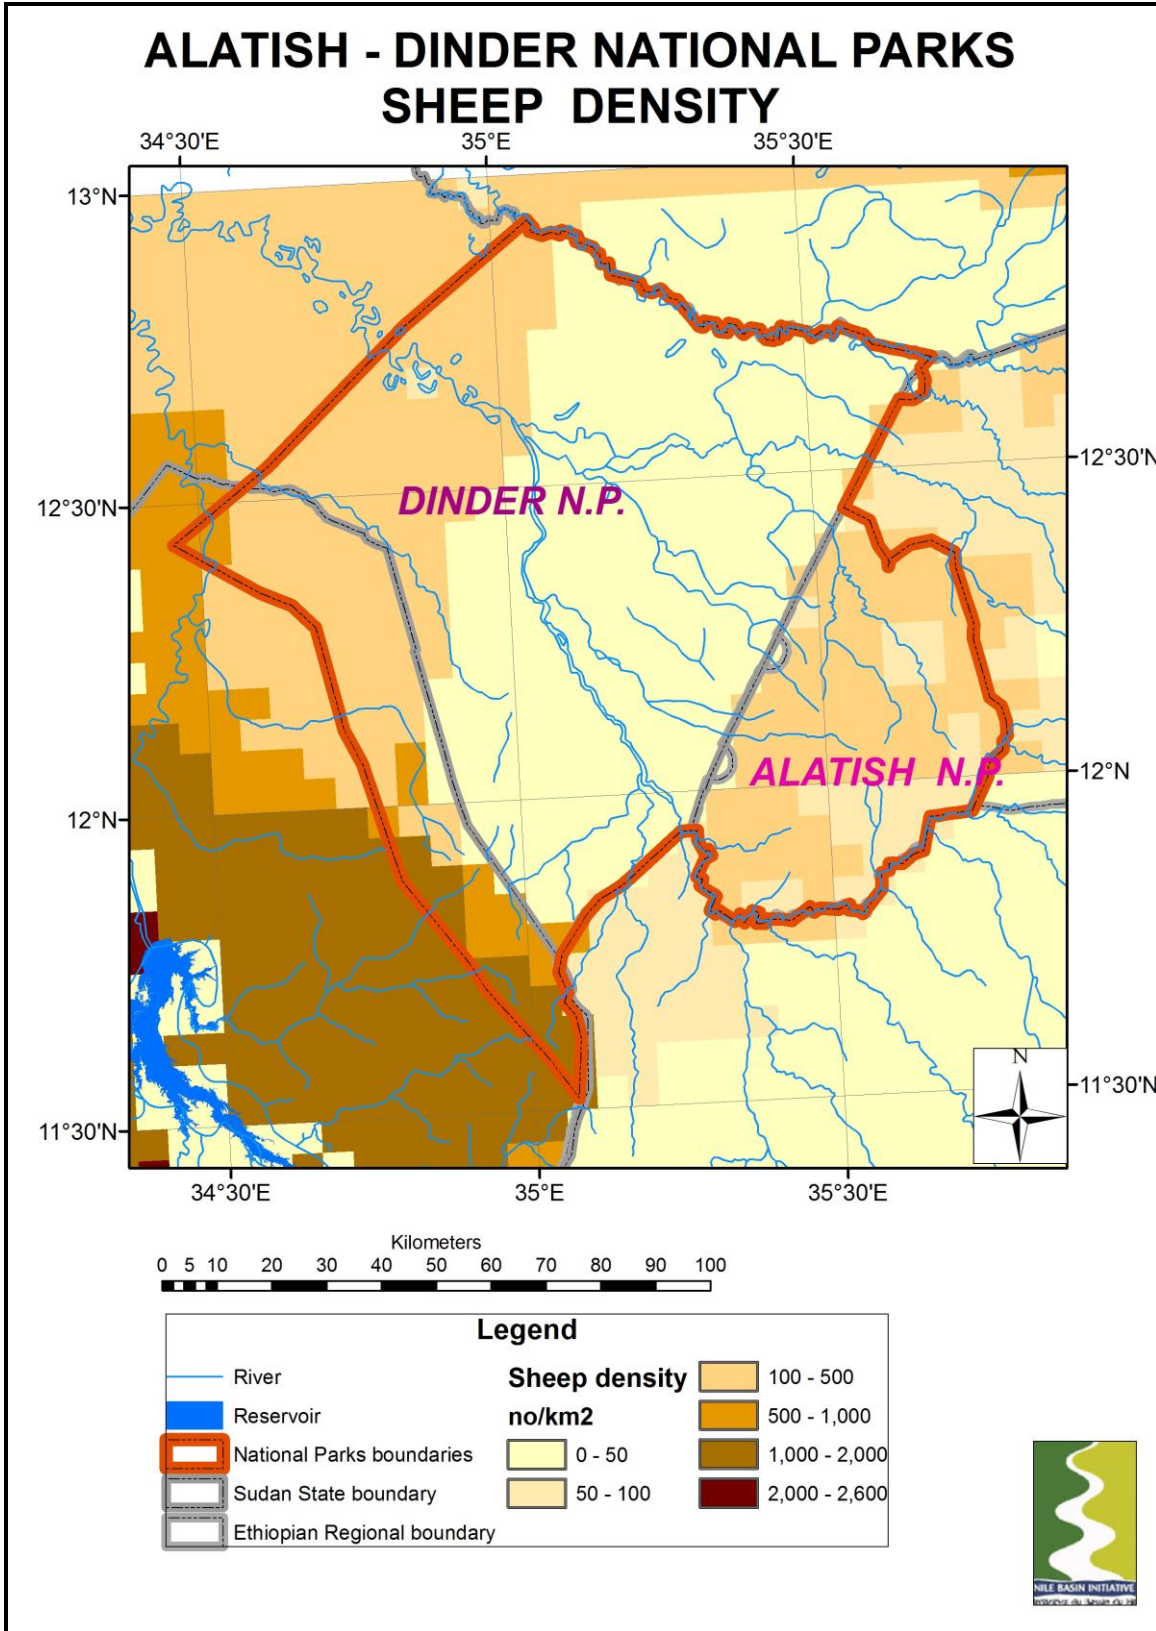 ALATISH - DINDER NATIONAL PARKS
SHEEP DENSITY
34°30'E 35°E 35°30'E
13°N
12°30'N
12°30'N
DINDER N.P.
ALATISH N.P.
12°N
12°N
11°30'N
11°30'N
N
34°30'E 35°E 35°30'E
Kilometers
0 5 10 20 30 40 50 60 70 80 90 100
Legend
River
Reservoir
National Parks boundaries
Sudan State boundary
Ethiopian Regional boundary
Sheep density
no/km2
0 - 50
50 - 100
100 - 500
500 - 1,000
1,000 - 2,000
2,000 - 2,600
NILE BASIN INITIATIVE